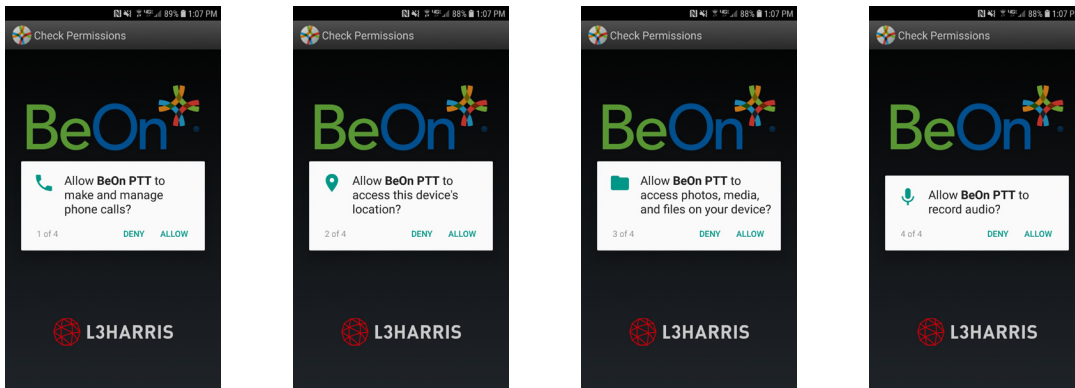 89% 1:07 PM
Check Permissions
BeOn
Allow BeOn PTT to
make and manage
phone calls?
1 of 4 DENY ALLOW
L3HARRIS
88% 1:07 PM
Check Permissions
BeOn
Allow BeOn PTT to
access this device's
location?
2 of 4 DENY ALLOW
L3HARRIS
88% 1:07 PM
Check Permissions
BeOn
Allow BeOn PTT to
access photos, media,
and files on your device?
3 of 4 DENY ALLOW
L3HARRIS
88% 1:07 P
Check Permissions
BeOn
Allow BeOn PTT to
record audio?
4 of 4 DENY ALLOW
L3HARRIS